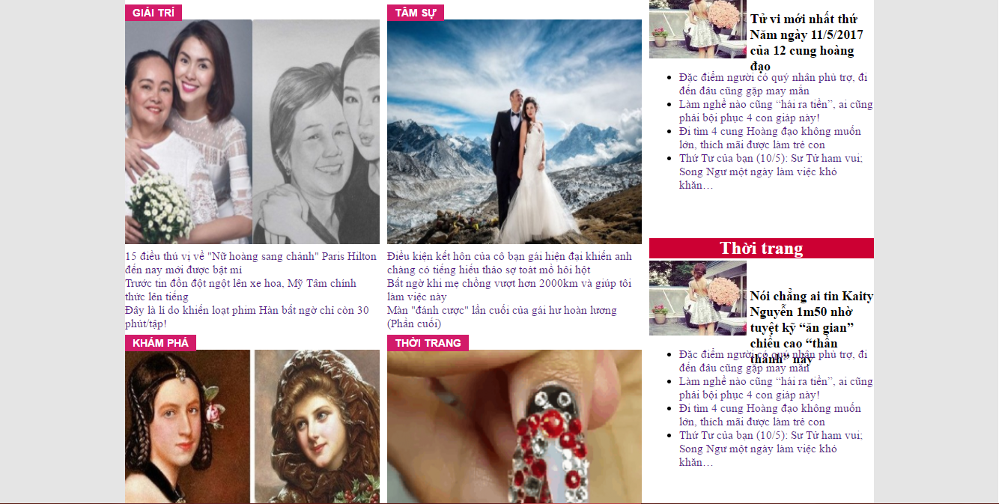 GIẢI TRÍ
15 điều thú vị về "Nữ hoàng sang chảnh" Paris Hilton
đến nay mới được bật mí
Trước tin đồn đột ngột lên xe hoa, Mỹ Tâm chính
thức lên tiếng
Đây là lí do khiến loạt phim Hàn bất ngờ chỉ còn 30
phút/tập!
KHÁM PHÁ
TÂM SỰ
Điều kiện kết hôn của cô bạn gái hiện đại khiến anh
chàng có tiếng hiếu thảo sợ toát mồ hôi hột
Bất ngờ khi mẹ chồng vượt hơn 2000km và giúp tôi
làm việc này
Màn "đánh cược" lần cuối của gái hư hoàn lương
(Phần cuối)
THỜI TRANG
Tử vi mới nhất thứ
Năm ngày 11/5/2017
của 12 cung hoàng
đạo
Đặc điểm người có quý nhân phù trợ, đi
đến đâu cũng gặp may mắn
Làm nghề nào cũng “hái ra tiền”, ai cũng
phải bội phục 4 con giáp này!
Đi tìm 4 cung Hoàng đạo không muốn
lớn, thích mãi được làm trẻ con
Thứ Tư của bạn (10/5): Sư Tử ham vui;
Song Ngư một ngày làm việc khó
khăn…
Thời trang
Nói chẳng ai tin Kaity
Nguyễn 1m50 nhờ
tuyệt kỹ “ăn gian”
chiều cao “thần
thánh” này
Đặc điểm người có quý nhân phù trợ, đi
đến đâu cũng gặp may mắn
Làm nghề nào cũng “hái ra tiền”, ai cũng
phải bội phục 4 con giáp này!
Đi tìm 4 cung Hoàng đạo không muốn
lớn, thích mãi được làm trẻ con
Thứ Tư của bạn (10/5): Sư Tử ham vui;
Song Ngư một ngày làm việc khó
khăn…